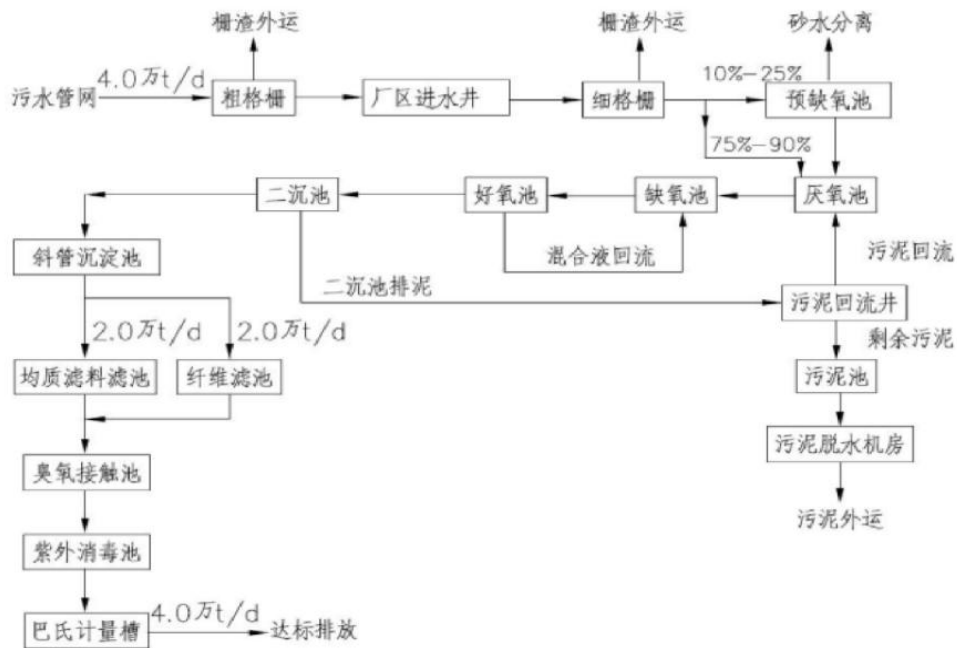 栅渣外运
栅渣外运
砂水分离
污水管网
4.0万t/d
粗格栅
厂区进水井
细格栅
10%-25%
预缺氧池
75%-90%
二沉池
好氧池
缺氧池
厌氧池
斜管沉淀池
混合液回流
污泥回流
二沉池排泥
污泥回流井
2.0万t/d
2.0万t/d
剩余污泥
均质滤料滤池
纤维滤池
污泥池
臭氧接触池
污泥脱水机房
紫外消毒池
污泥外运
巴氏计量槽
4.0万t/d
达标排放